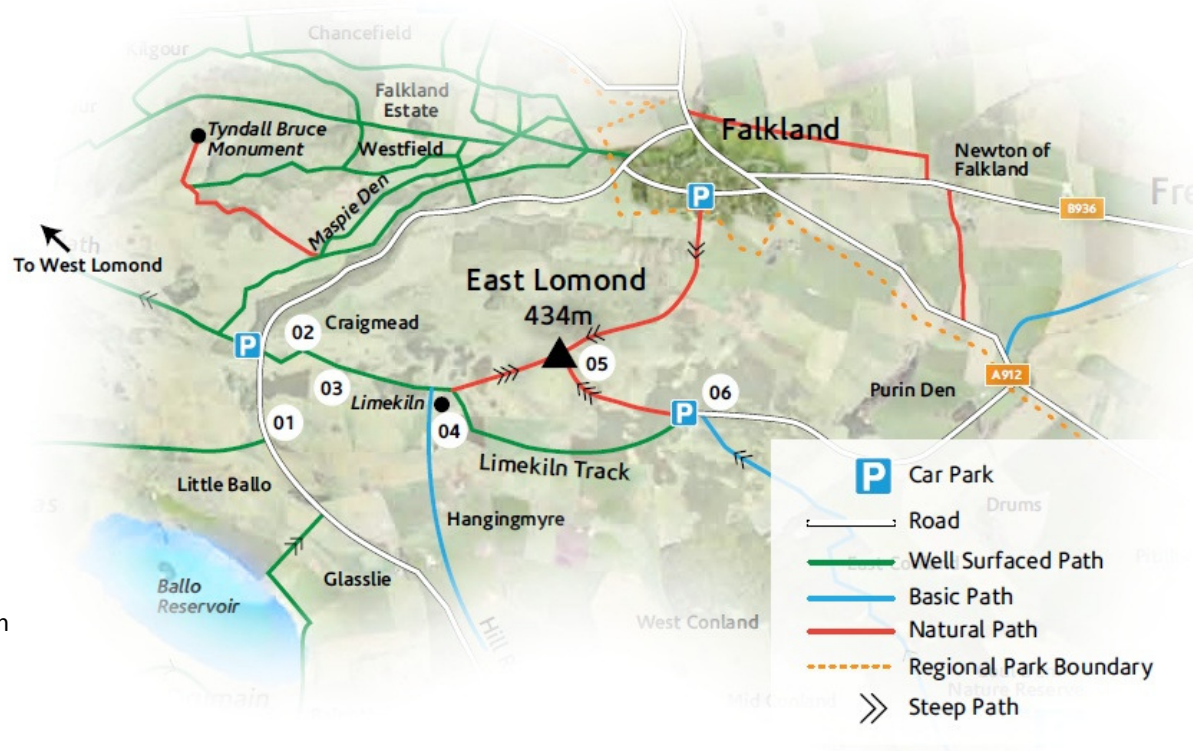 Chancefield
Kilgour
Falkland
Estate
Tyndall Bruce
Monument
Westfield
Falkland
Newton of
Falkland
Maspie Den
P
B936
To West Lomond
East Lomond
434m
P
02
Craigmead
05
A912
03
Limekiln
P
06
Purin Den
01
04
Limekiln Track
Little Ballo
Hangingmyre
Glasslie
Ballo
Reservoir
West Conland
Drums
P
Car Park
Road
Well Surfaced Path
Basic Path
Natural Path
Regional Park Boundary
Steep Path
n